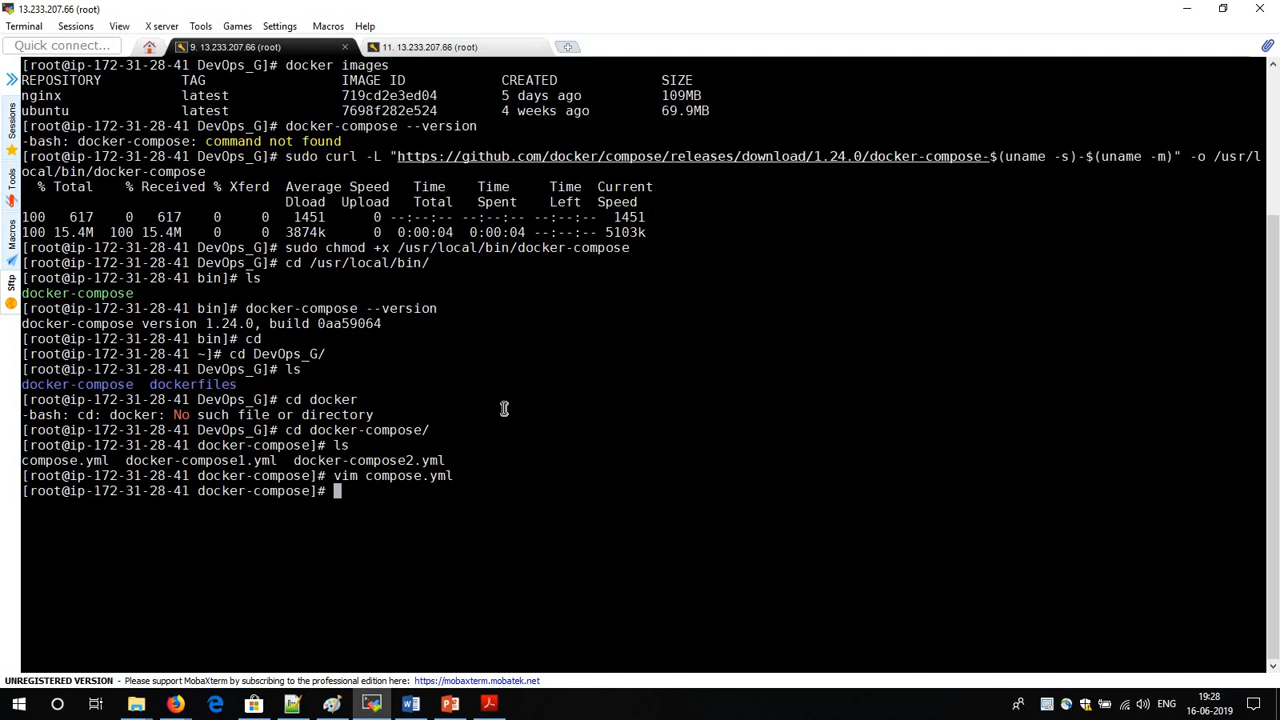 13.233.207.66 (root)
Terminal Sessions View X server Tools Games Settings Macros Help
Quick connect... 9. 13.233.207.66 (root) 11. 13.233.207.66 (root)
[root@ip-172-31-28-41 DevOps_G]# docker images
REPOSITORY TAG IMAGE ID CREATED SIZE
nginx latest 719cd2e3ed04 5 days ago 109MB
ubuntu latest 7698f282e524 4 weeks ago 69.9MB
[root@ip-172-31-28-41 DevOps_G]# docker-compose --version
-bash: docker-compose: command not found
[root@ip-172-31-28-41 DevOps_G]# sudo curl -L "https://github.com/docker/compose/releases/download/1.24.0/docker-compose-$(uname -s)-$(uname -m)" -o /usr/l
ocal/bin/docker-compose
% Total % Received % Xferd Average Speed Time Time Time Current
Dload Upload Total Spent Left Speed
100 617 0 617 0 0 1451 0 --:--:-- --:--:-- --:--:-- 1451
100 15.4M 100 15.4M 0 0 3874k 0 0:00:04 0:00:04 --:--:-- 5103k
[root@ip-172-31-28-41 DevOps_G]# sudo chmod +x /usr/local/bin/docker-compose
[root@ip-172-31-28-41 DevOps_G]# cd /usr/local/bin/
[root@ip-172-31-28-41 bin]# ls
docker-compose
[root@ip-172-31-28-41 bin]# docker-compose --version
docker-compose version 1.24.0, build 0aa59064
[root@ip-172-31-28-41 bin]# cd
[root@ip-172-31-28-41 ~]# cd DevOps_G/
[root@ip-172-31-28-41 DevOps_G]# ls
docker-compose dockerfiles
[root@ip-172-31-28-41 DevOps_G]# cd docker
-bash: cd: docker: No such file or directory
[root@ip-172-31-28-41 DevOps_G]# cd docker-compose/
[root@ip-172-31-28-41 docker-compose]# ls
compose.yml docker-compose1.yml docker-compose2.yml
[root@ip-172-31-28-41 docker-compose]# vim compose.yml
[root@ip-172-31-28-41 docker-compose]#
Sessions
Tools
Macros
Sftp
UNREGISTERED VERSION - Please support MobaXterm by subscribing to the professional edition here: https://mobaxterm.mobatek.net
ENG
19:28
16-06-2019